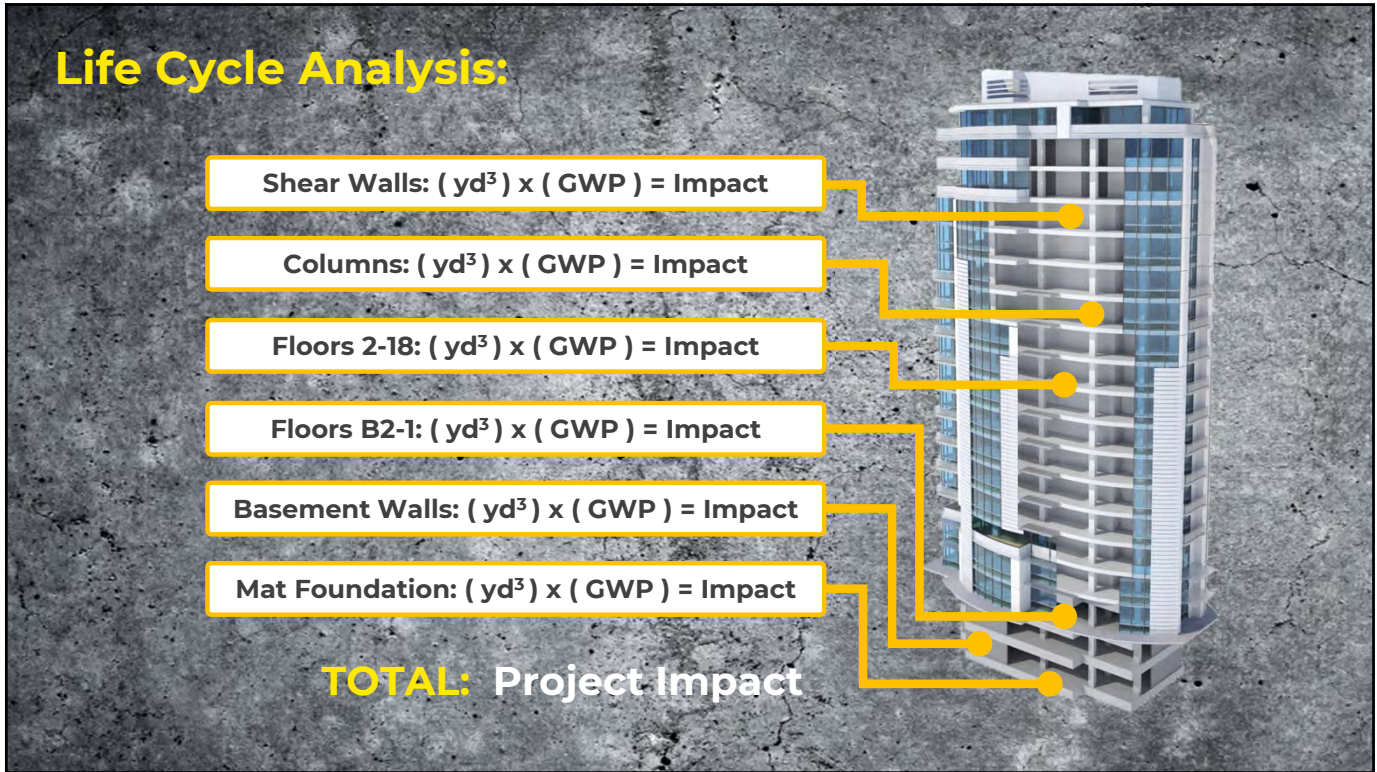 Life Cycle Analysis:
Shear Walls: ( yd³ ) x ( GWP ) = Impact
Columns: ( yd³ ) x ( GWP ) = Impact
Floors 2-18: ( yd³ ) x ( GWP ) = Impact
Floors B2-1: ( yd³ ) x ( GWP ) = Impact
Basement Walls: ( yd³ ) x ( GWP ) = Impact
Mat Foundation: ( yd³ ) x ( GWP ) = Impact
TOTAL: Project Impact